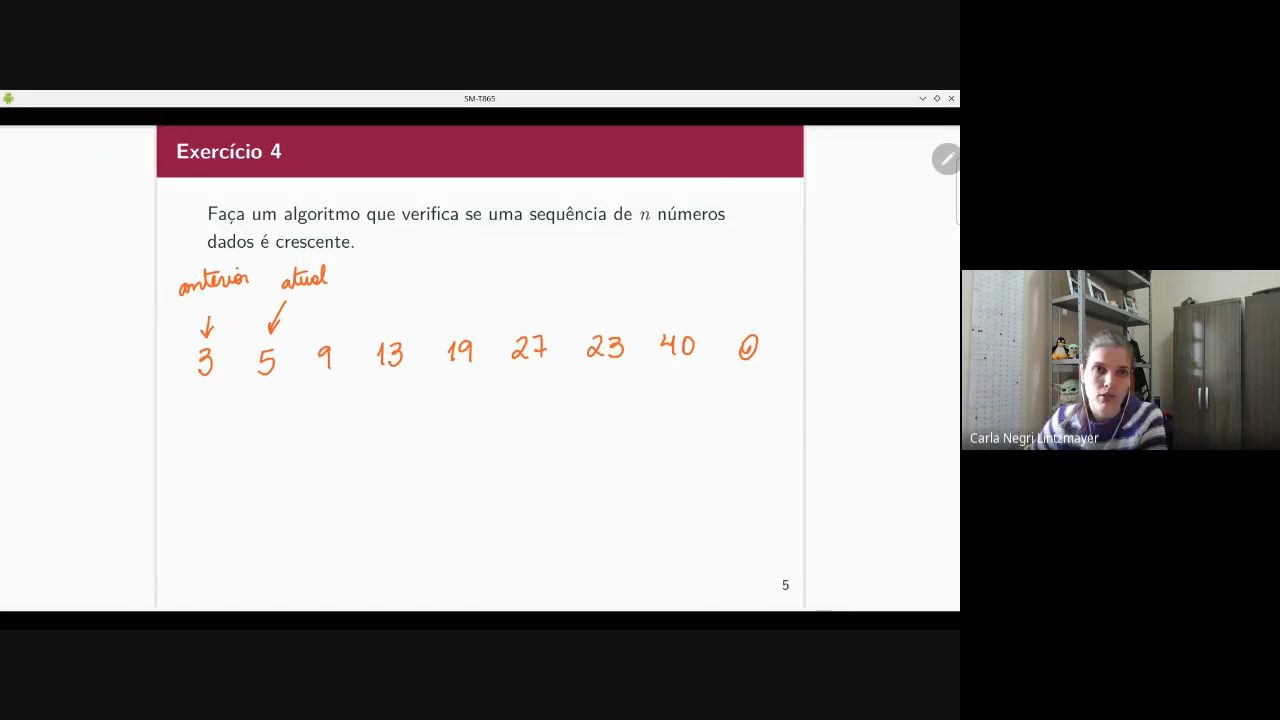 SM-T865
Exercício 4
Faça um algoritmo que verifica se uma sequência de n números
dados é crescente.
anterior atual
3 5 9 13 19 27 23 40
Carla Negri Lintzmayer
5